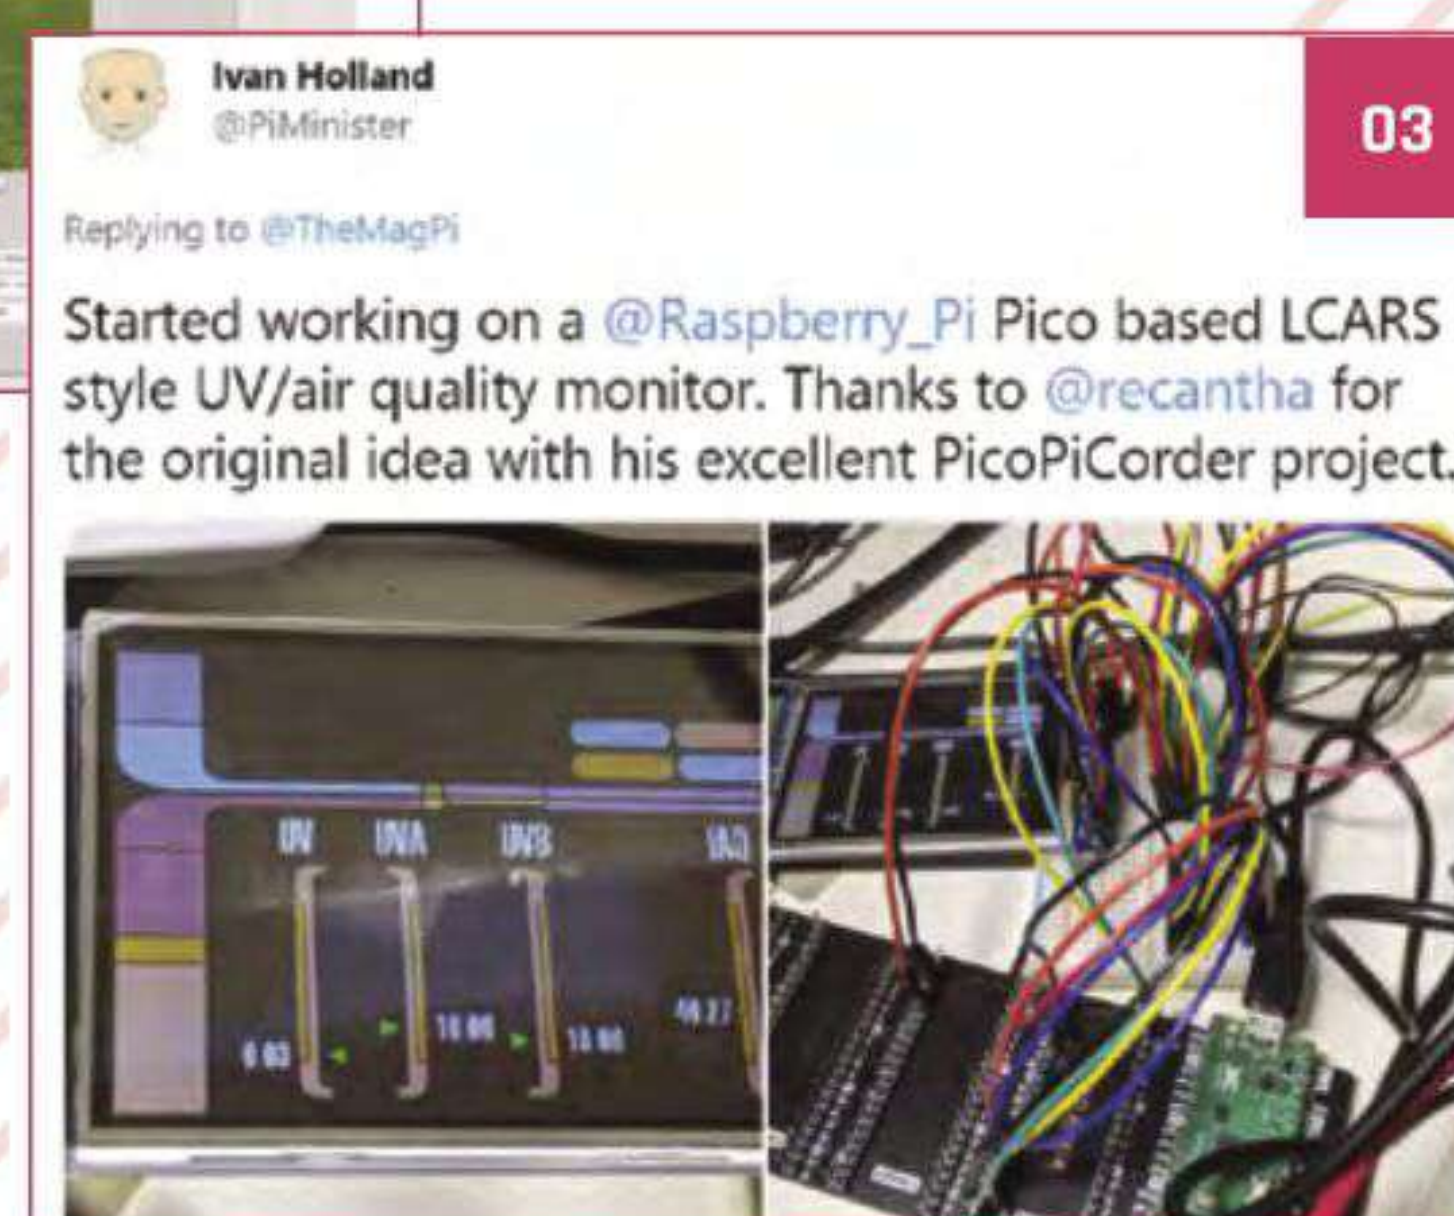 Ivan Holland
@PiMinister
03
Replying to @TheMagPi
Started working on a @Raspberry_Pi Pico based LCARS
style UV/air quality monitor. Thanks to @recantha for
the original idea with his excellent PicoPiCorder project.
UV UVA UVB IAQ